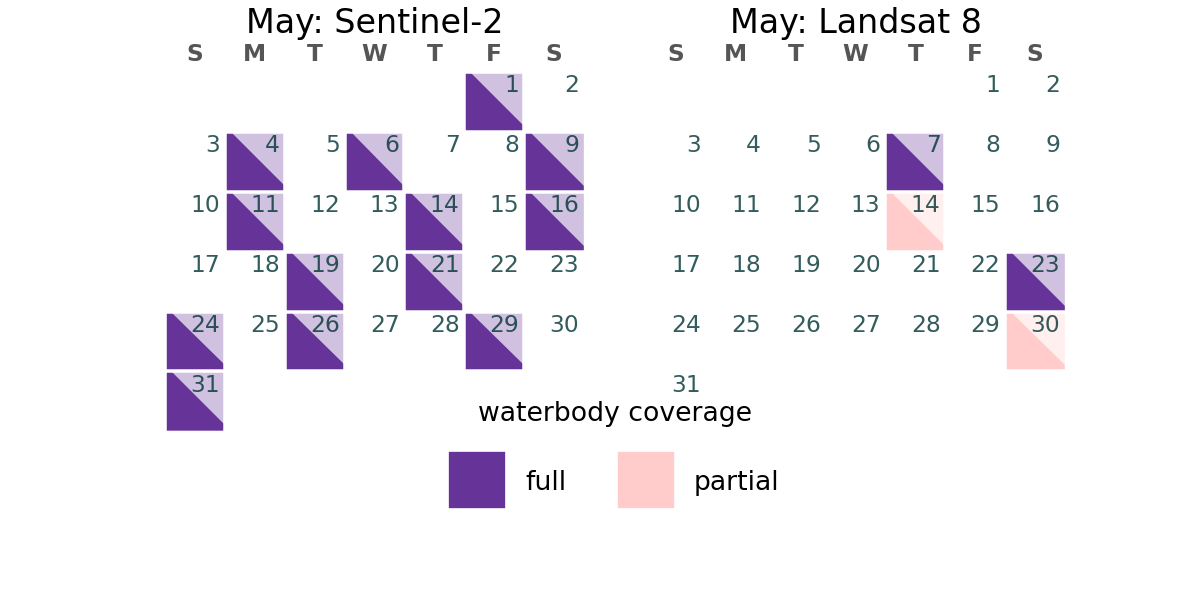 May: Sentinel-2
S M T W T F S
1 2
3 4 5 6 7 8 9
10 11 12 13 14 15 16
17 18 19 20 21 22 23
24 25 26 27 28 29 30
31
May: Landsat 8
S M T W T F S
1 2
3 4 5 6 7 8 9
10 11 12 13 14 15 16
17 18 19 20 21 22 23
24 25 26 27 28 29 30
31
waterbody coverage
full partial